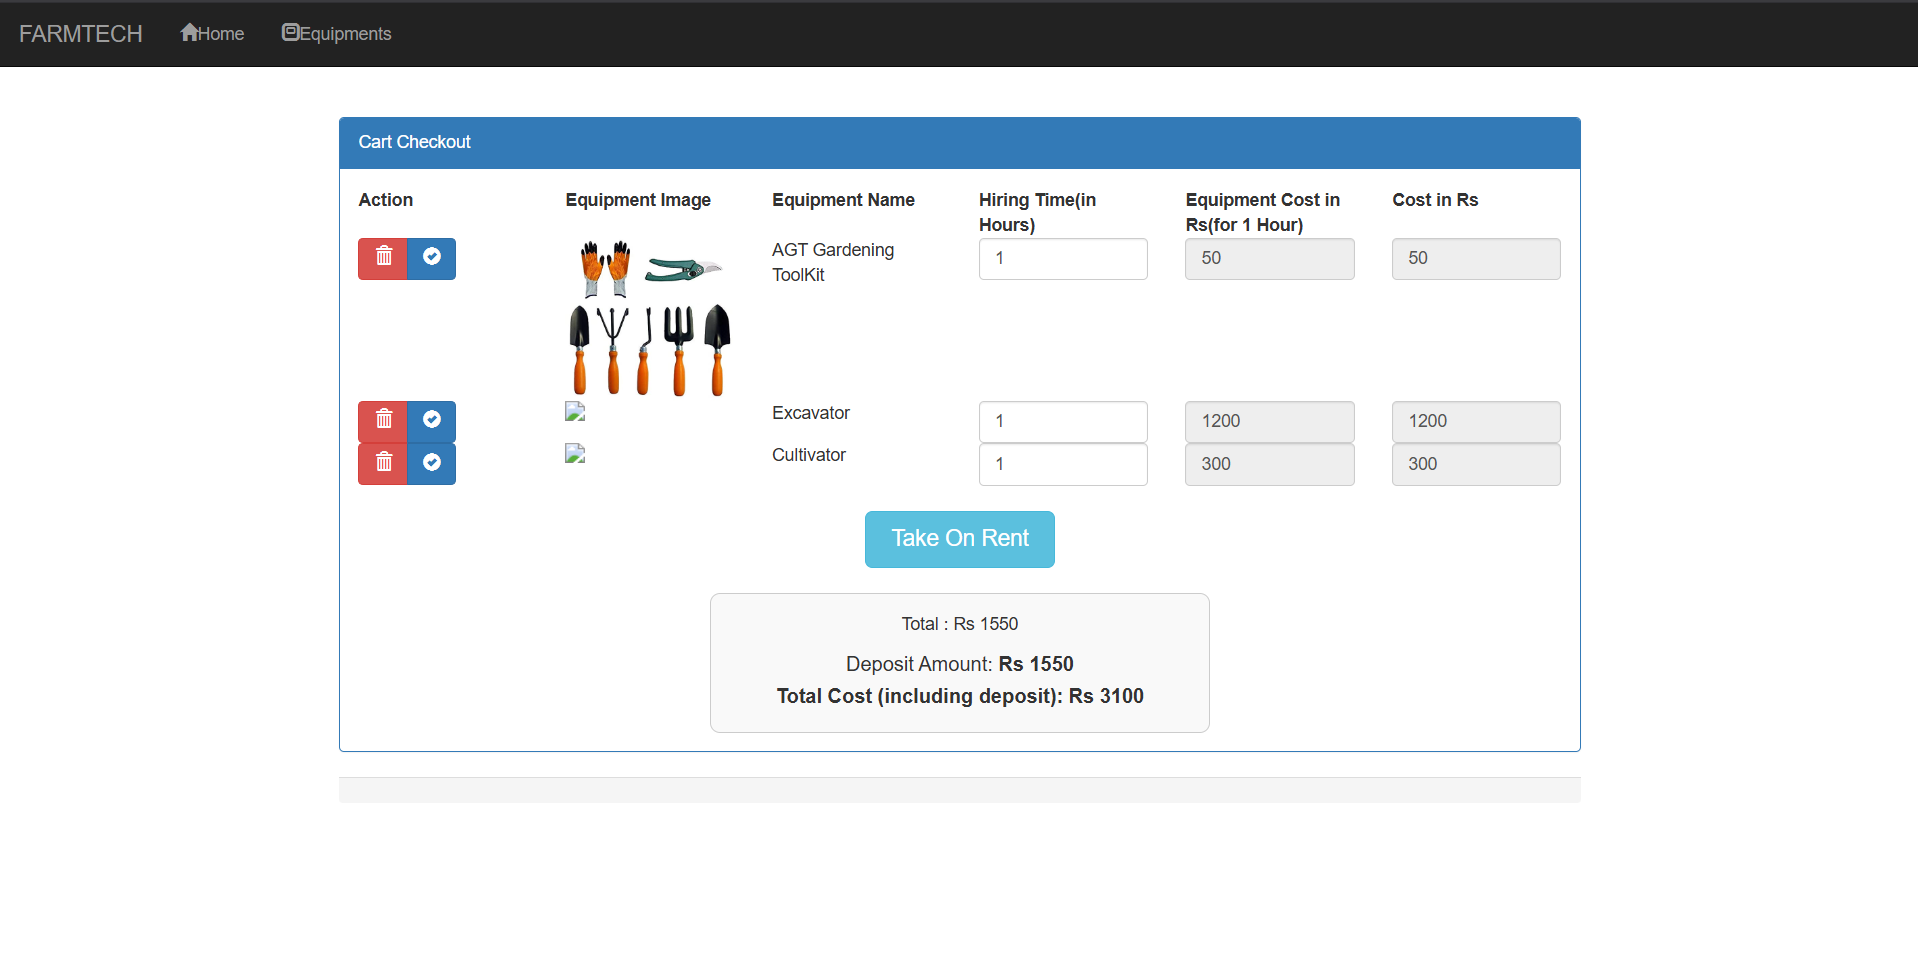 FARMTECH Home Equipments
Cart Checkout
Action Equipment Image Equipment Name Hiring Time(in Hours) Equipment Cost in Rs(for 1 Hour) Cost in Rs
AGT Gardening ToolKit 1 50 50
Excavator 1 1200 1200
Cultivator 1 300 300
Take On Rent
Total : Rs 1550
Deposit Amount: Rs 1550
Total Cost (including deposit): Rs 3100